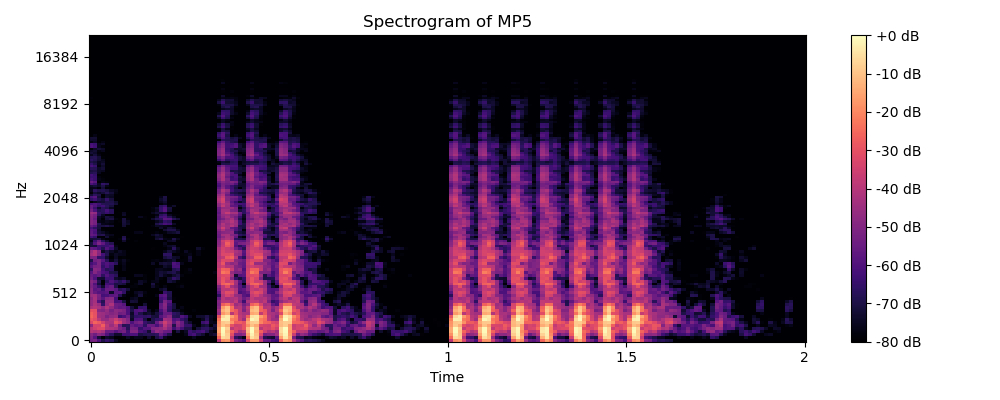 Spectrogram of MP5
16384
8192
4096
2048
1024
512
0
Hz
0
0.5
1
1.5
2
Time
+0 dB
-10 dB
-20 dB
-30 dB
-40 dB
-50 dB
-60 dB
-70 dB
-80 dB